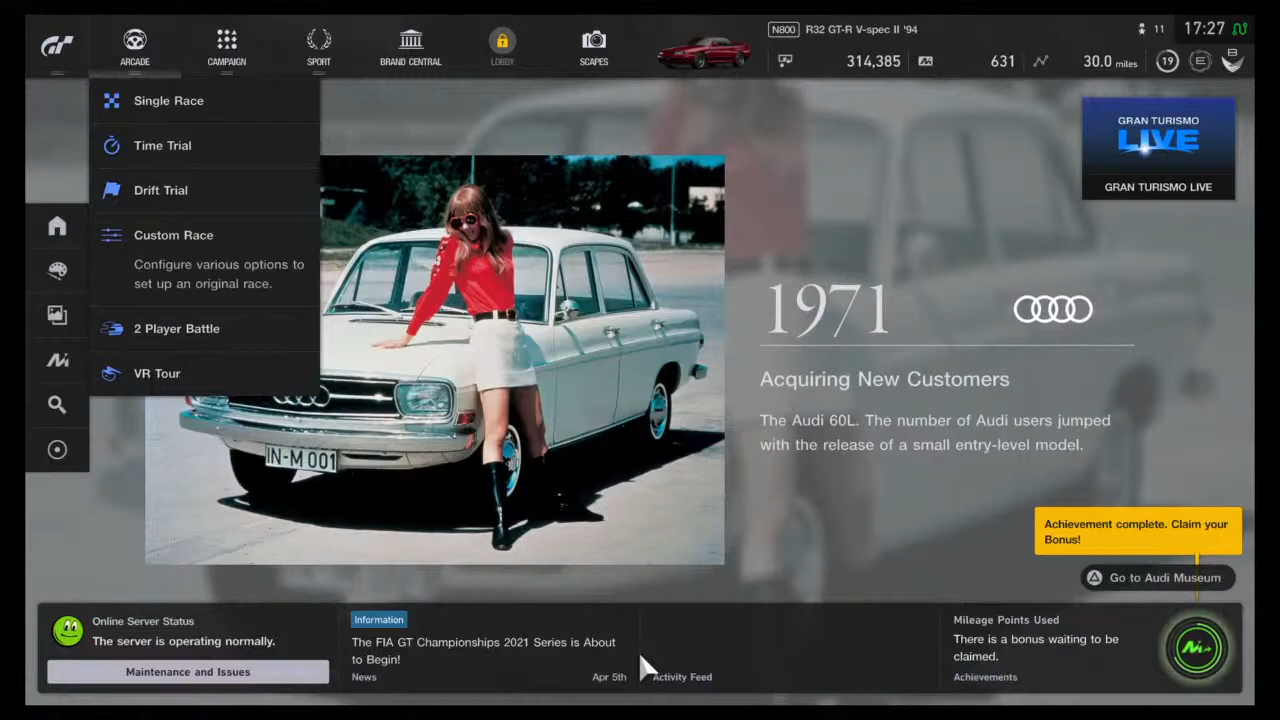 GT
ARCADE
CAMPAIGN
SPORT
BRAND CENTRAL
LOBBY
SCAPES
N800 R32 GT-R V-spec II '94
11 17:27
314,385 631 30.0 miles 19 E B
Single Race
Time Trial
Drift Trial
Custom Race
Configure various options to
set up an original race.
2 Player Battle
VR Tour
GRAN TURISMO
LIVE
GRAN TURISMO LIVE
IN-M 001
1971
Acquiring New Customers
The Audi 60L. The number of Audi users jumped
with the release of a small entry-level model.
Achievement complete. Claim your
Bonus!
Go to Audi Museum
Online Server Status
The server is operating normally.
Maintenance and Issues
Information
The FIA GT Championships 2021 Series is About
to Begin!
News Apr 5th
Activity Feed
Mileage Points Used
There is a bonus waiting to be
claimed.
Achievements